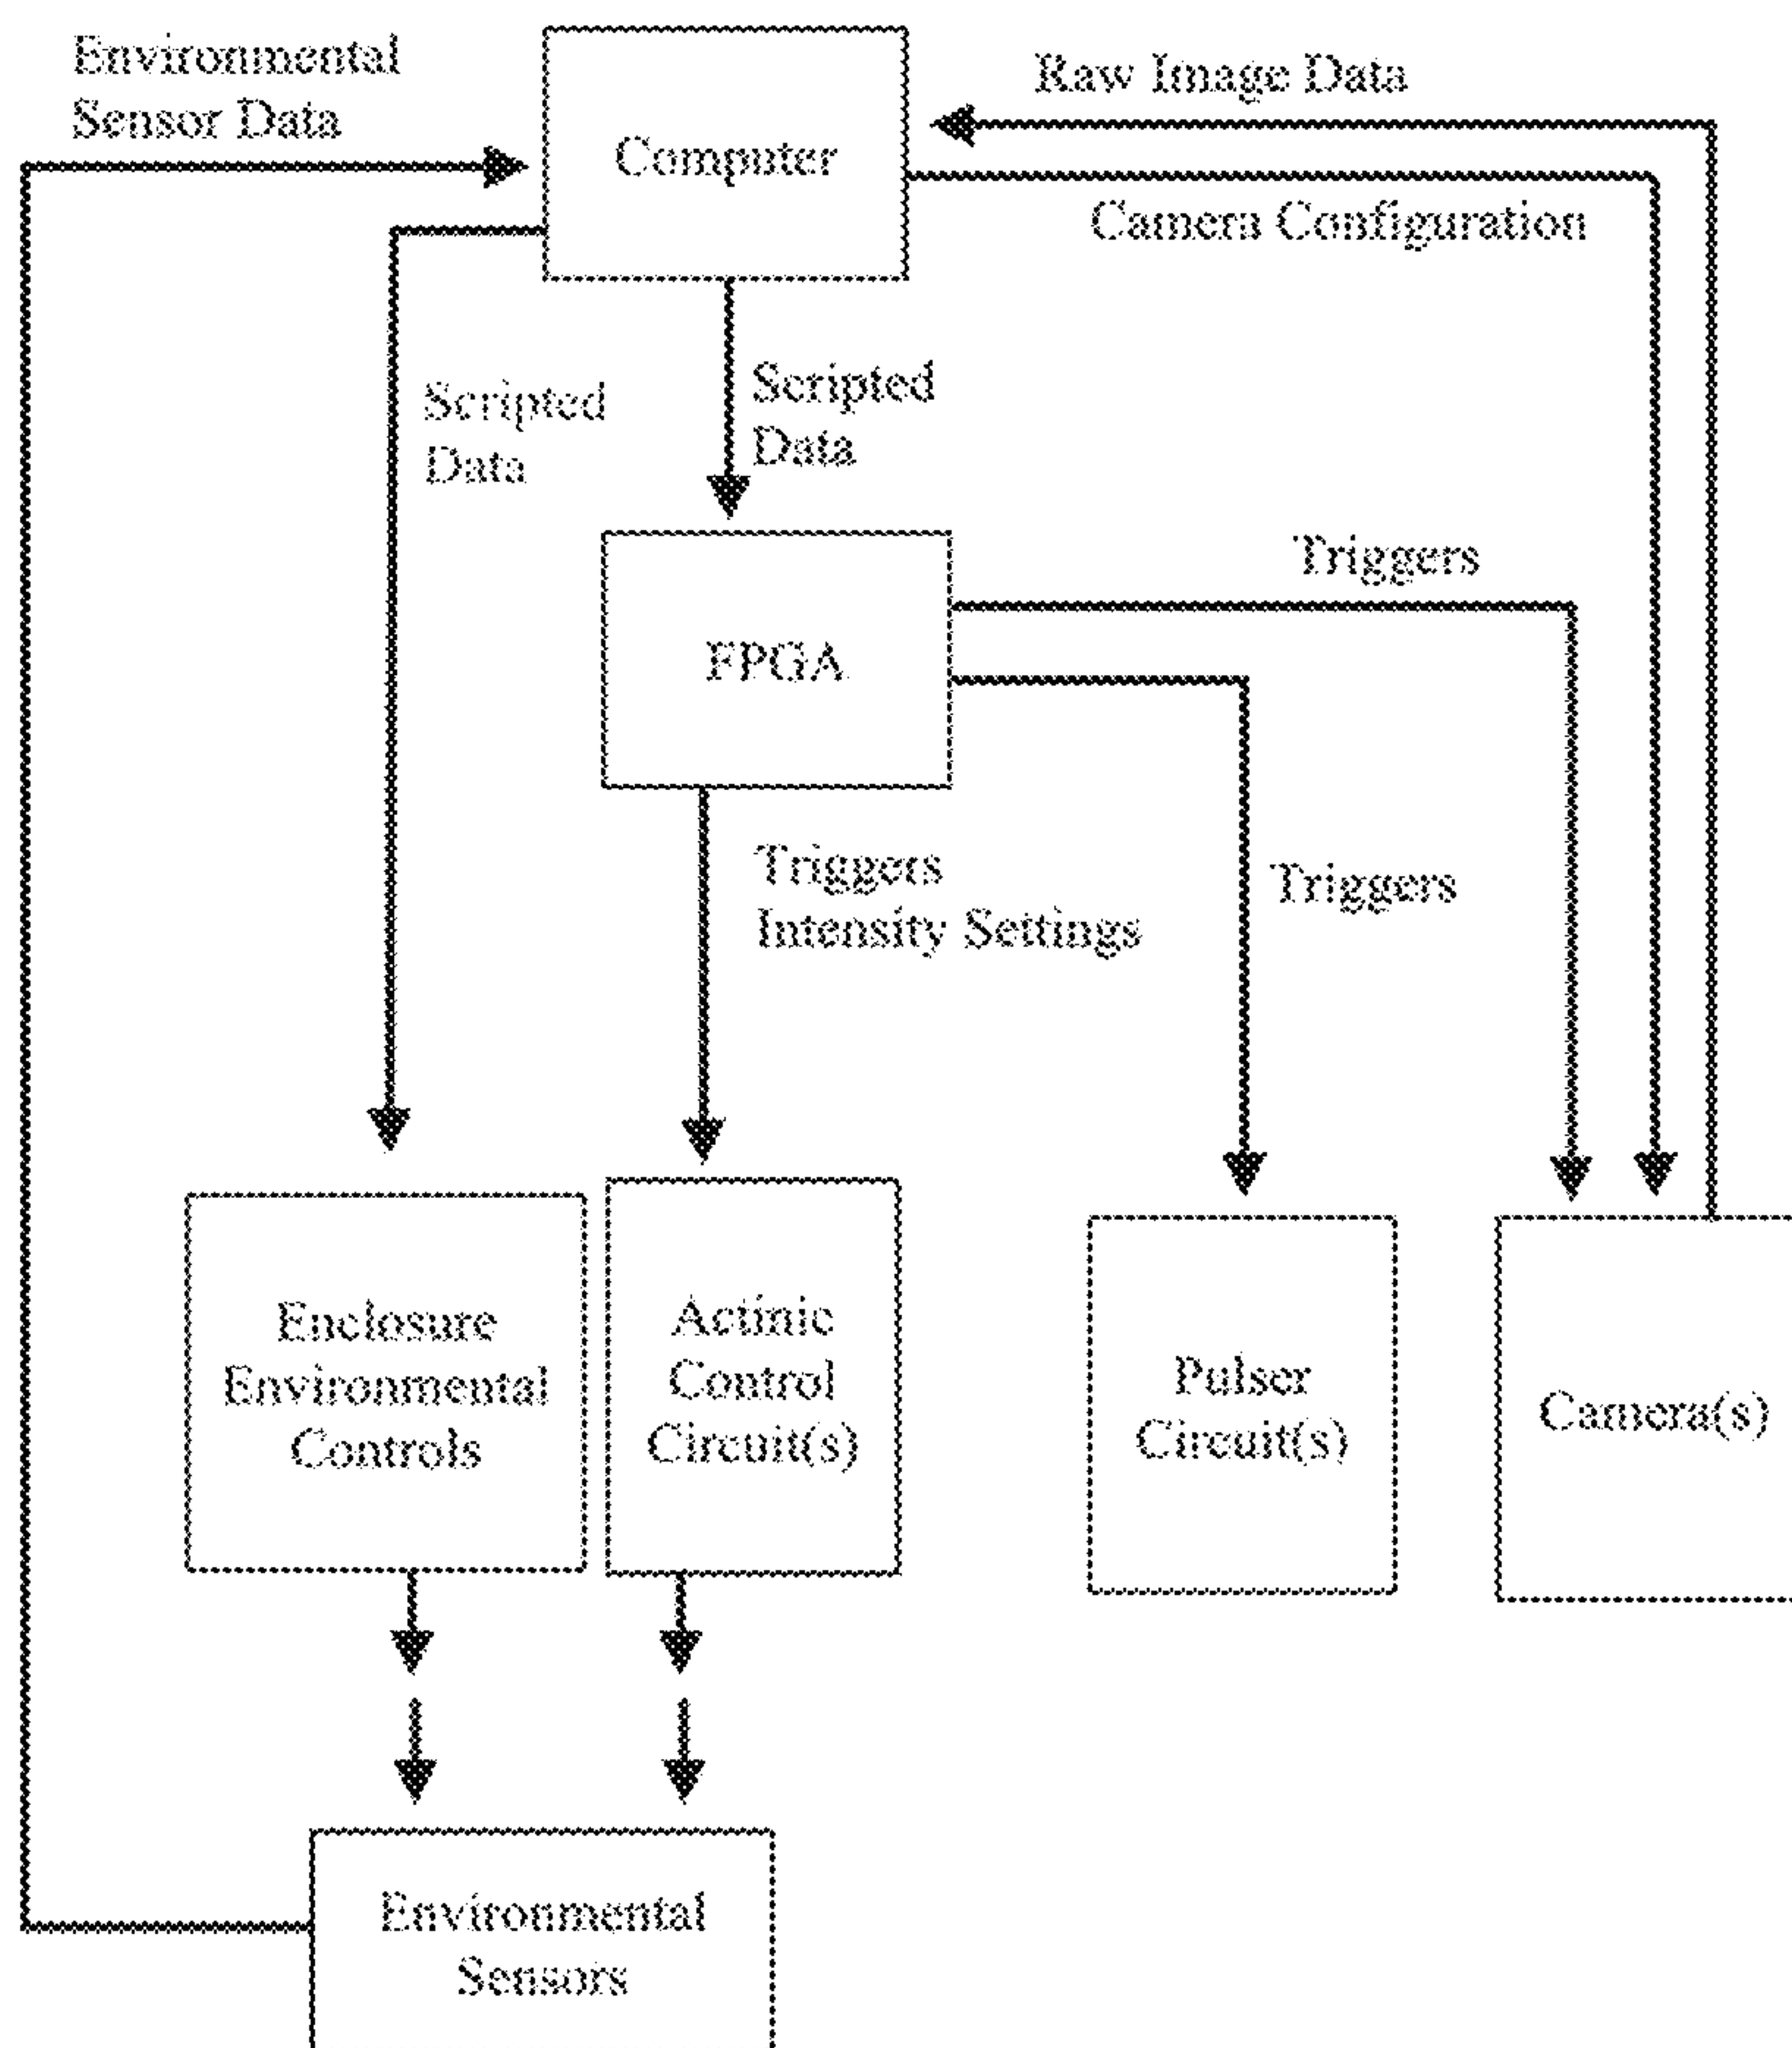 Environmental
Sensor Data
Computer
Raw Image Data
Camera Configuration
Scripted
Data
Scripted
Data
FPGA
Triggers
Triggers
Intensity Settings
Triggers
Enclosure
Environmental
Controls
Actinic
Control
Circuit(s)
Pulser
Circuit(s)
Camera(s)
Environmental
Sensors